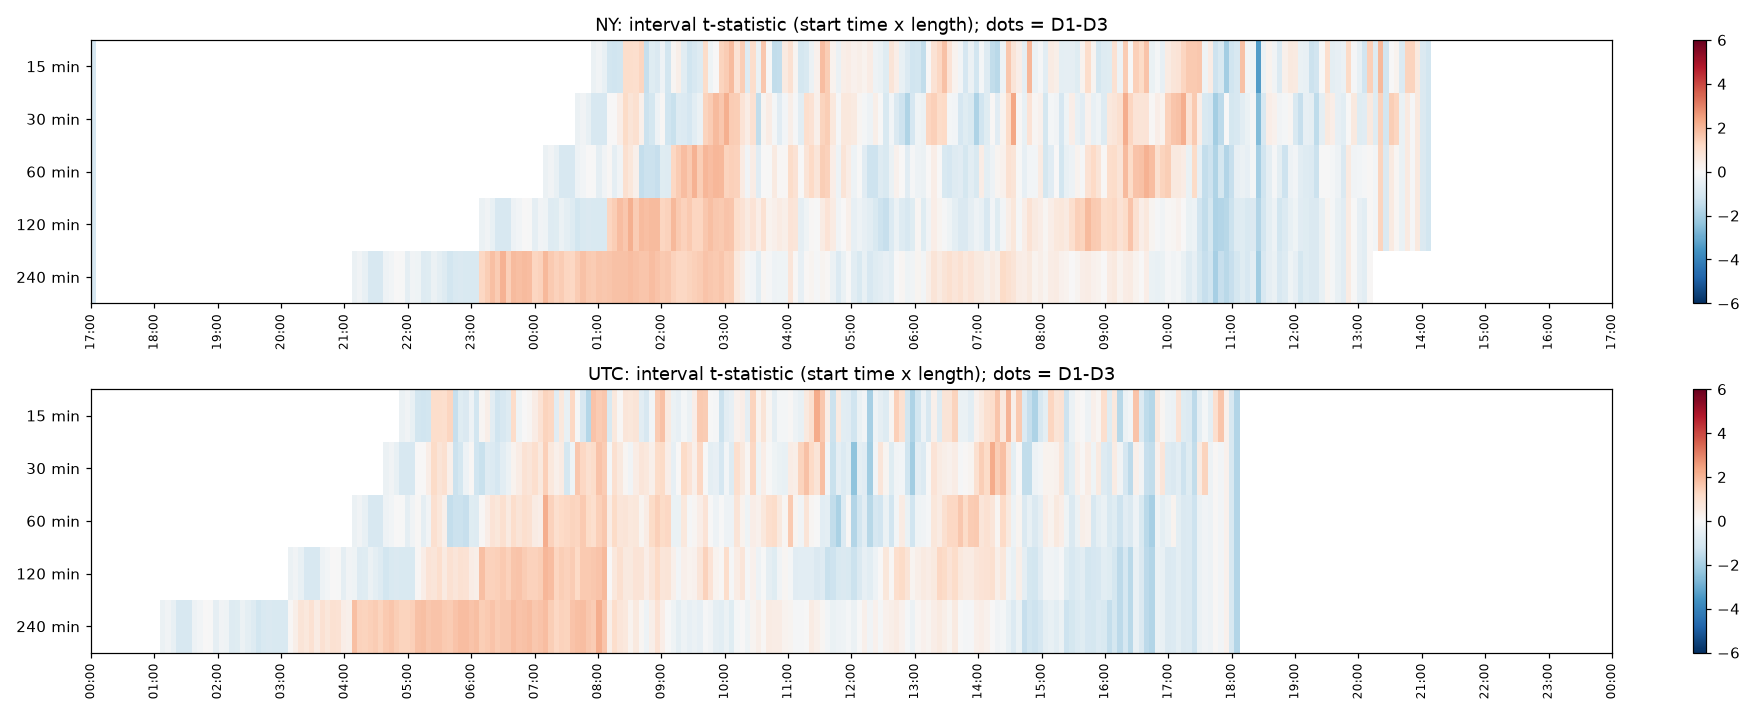 NY: interval t-statistic (start time x length); dots = D1-D3
15 min
30 min
60 min
120 min
240 min
17:00 18:00 19:00 20:00 21:00 22:00 23:00 00:00 01:00 02:00 03:00 04:00 05:00 06:00 07:00 08:00 09:00 10:00 11:00 12:00 13:00 14:00 15:00 16:00 17:00
6
4
2
0
−2
−4
−6
UTC: interval t-statistic (start time x length); dots = D1-D3
15 min
30 min
60 min
120 min
240 min
00:00 01:00 02:00 03:00 04:00 05:00 06:00 07:00 08:00 09:00 10:00 11:00 12:00 13:00 14:00 15:00 16:00 17:00 18:00 19:00 20:00 21:00 22:00 23:00 00:00
6
4
2
0
−2
−4
−6